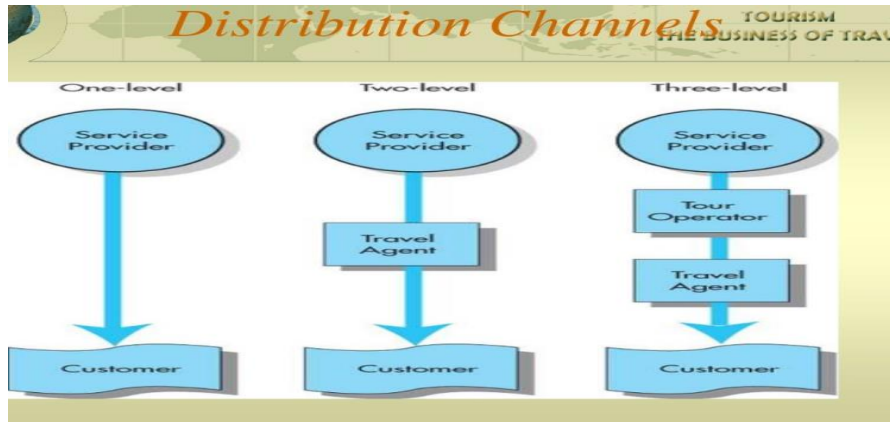 Distribution Channels
TOURISM
THE BUSINESS OF TRAV
One-level
Two-level
Three-level
Service
Provider
Service
Provider
Service
Provider
Tour
Operator
Travel
Agent
Travel
Agent
Customer
Customer
Customer